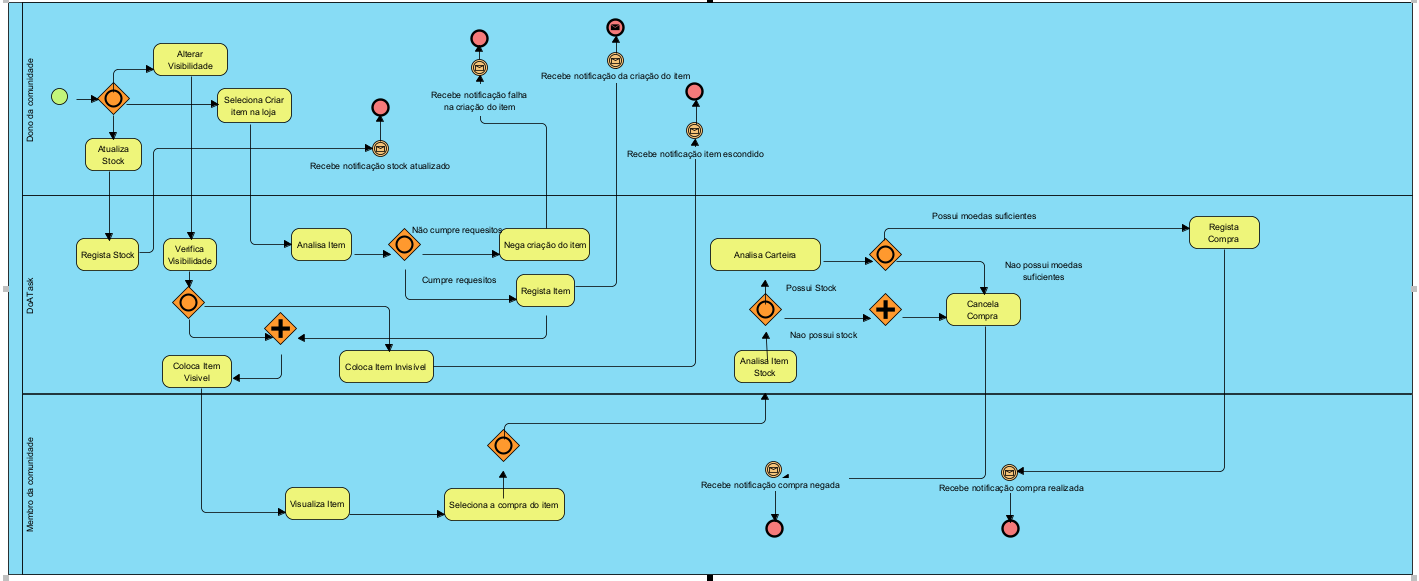 Dono da comunidade
Alterar
Visibilidade
Seleciona Criar
item na loja
Atualiza
Stock
Recebe notificação stock atualizado
Recebe notificação falha
na criação do item
Recebe notificação da criação do item
Recebe notificação item escondido
DoATask
Regista Stock
Verifica
Visibilidade
Analisa Item
Não cumpre requesitos
Nega criação do item
Cumpre requesitos
Regista Item
Coloca Item
Visivel
Coloca Item Invisível
Analisa Carteira
Possui Stock
Nao possui stock
Analisa Item
Stock
Possui moedas suficientes
Nao possui moedas
suficientes
Cancela
Compra
Regista
Compra
Membro da comunidade
Visualiza Item
Seleciona a compra do item
Recebe notificação compra negada
Recebe notificação compra realizada